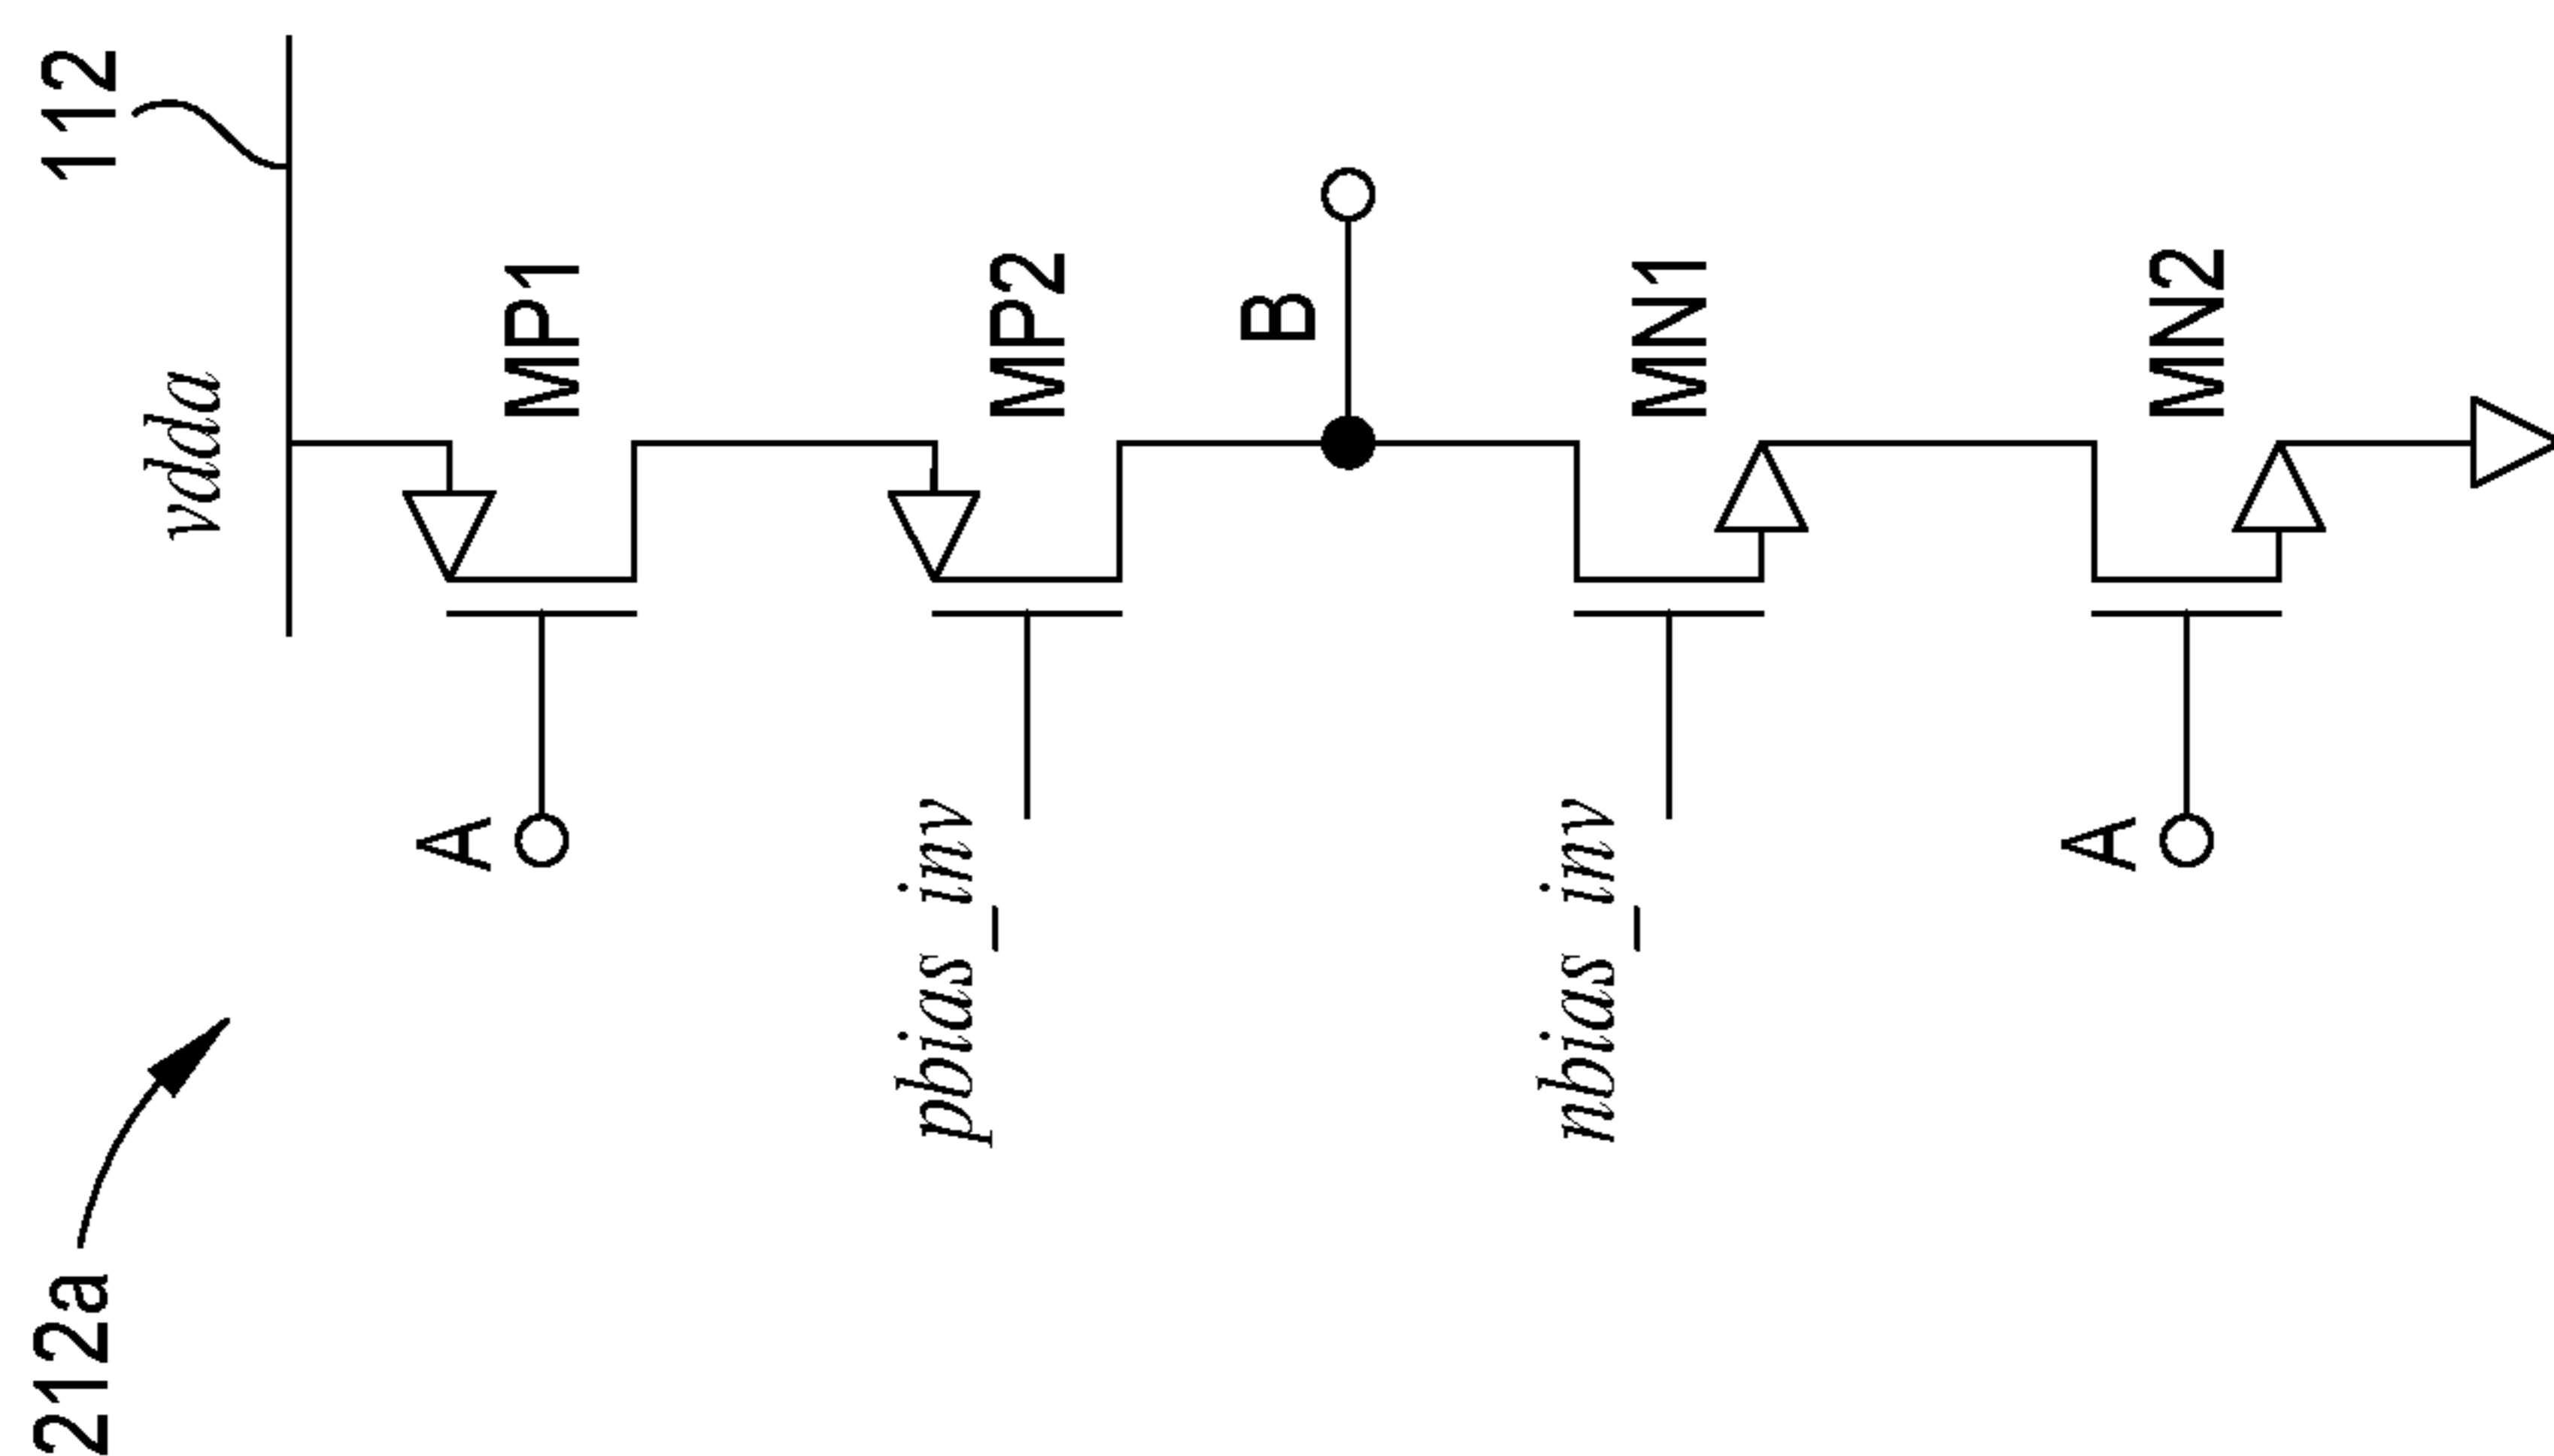 212a
112
vdda
A
MP1
pbias_inv
MP2
B
nbias_inv
MN1
A
MN2